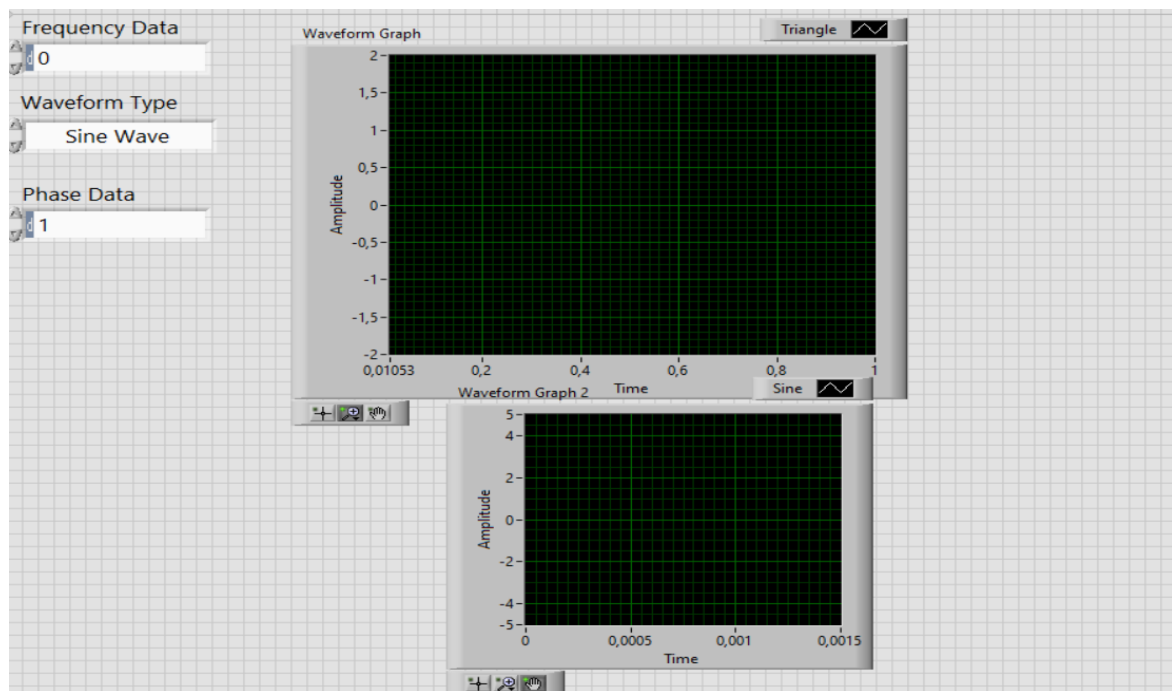 Frequency Data
d 0
Waveform Type
Sine Wave
Phase Data
d 1
Waveform Graph
Triangle
2
1,5
1
0,5
0
-0,5
-1
-1,5
-2
Amplitude
0,01053 0,2 0,4 0,6 0,8 1
Time
Waveform Graph 2
Sine
5
4
2
0
-2
-4
-5
Amplitude
0 0,0005 0,001 0,0015
Time